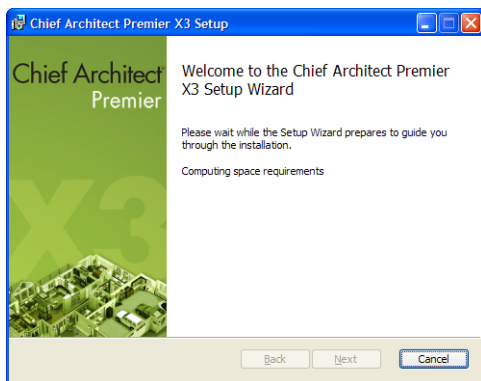 Chief Architect Premier X3 Setup
Chief Architect®
Premier
X3
Welcome to the Chief Architect Premier
X3 Setup Wizard
Please wait while the Setup Wizard prepares to guide you
through the installation.
Computing space requirements
Back
Next
Cancel